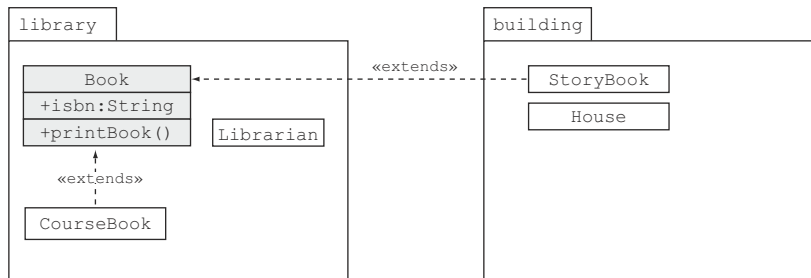 library
building
Book
+isbn:String
+printBook()
«extends»
StoryBook
House
Librarian
«extends»
CourseBook